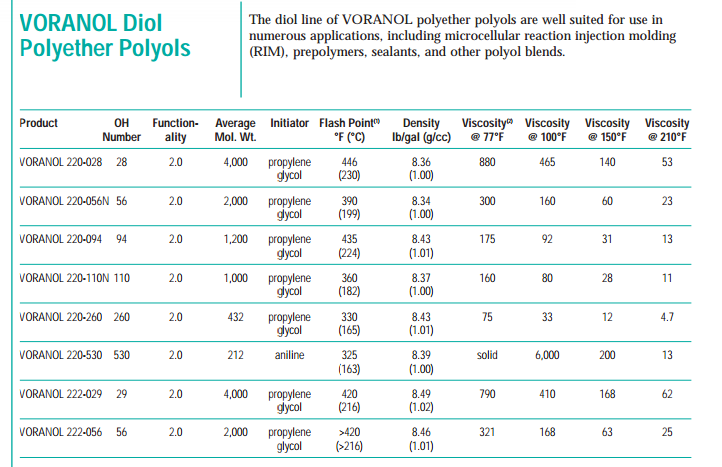 VORANOL Diol
Polyether Polyols
The diol line of VORANOL polyether polyols are well suited for use in
numerous applications, including microcellular reaction injection molding
(RIM), prepolymers, sealants, and other polyol blends.
Product OH Function- Average Initiator Flash Point(1) Density Viscosity(2) Viscosity Viscosity Viscosity
Number ality Mol. Wt. °F (°C) lb/gal (g/cc) @ 77°F @ 100°F @ 150°F @ 210°F
VORANOL 220-028 28 2.0 4,000 propylene 446 8.36 880 465 140 53
glycol (230) (1.00)
VORANOL 220-056N 56 2.0 2,000 propylene 390 8.34 300 160 60 23
glycol (199) (1.00)
VORANOL 220-094 94 2.0 1,200 propylene 435 8.43 175 92 31 13
glycol (224) (1.01)
VORANOL 220-110N 110 2.0 1,000 propylene 360 8.37 160 80 28 11
glycol (182) (1.00)
VORANOL 220-260 260 2.0 432 propylene 330 8.43 75 33 12 4.7
glycol (165) (1.01)
VORANOL 220-530 530 2.0 212 aniline 325 8.39 solid 6,000 200 13
(163) (1.00)
VORANOL 222-029 29 2.0 4,000 propylene 420 8.49 790 410 168 62
glycol (216) (1.02)
VORANOL 222-056 56 2.0 2,000 propylene >420 8.46 321 168 63 25
glycol (>216) (1.01)